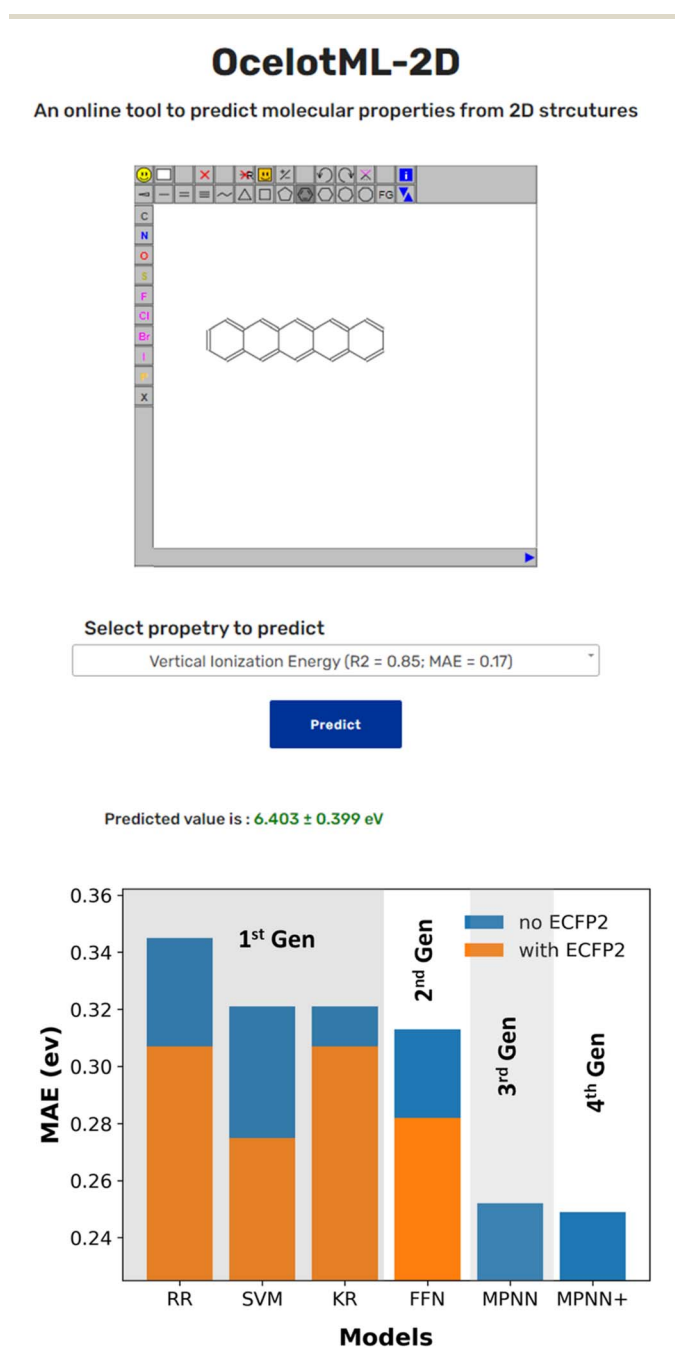 OcelotML-2D
An online tool to predict molecular properties from 2D strcutures
R
FG
C
N
O
S
F
Cl
Br
I
P
X
Select propetry to predict
Vertical Ionization Energy (R2 = 0.85; MAE = 0.17)
Predict
Predicted value is : 6.403 ± 0.399 eV
0.36
0.34
0.32
0.30
0.28
0.26
0.24
MAE (ev)
1st Gen
2nd Gen
3rd Gen
4th Gen
no ECFP2
with ECFP2
RR SVM KR FFN MPNN MPNN+
Models